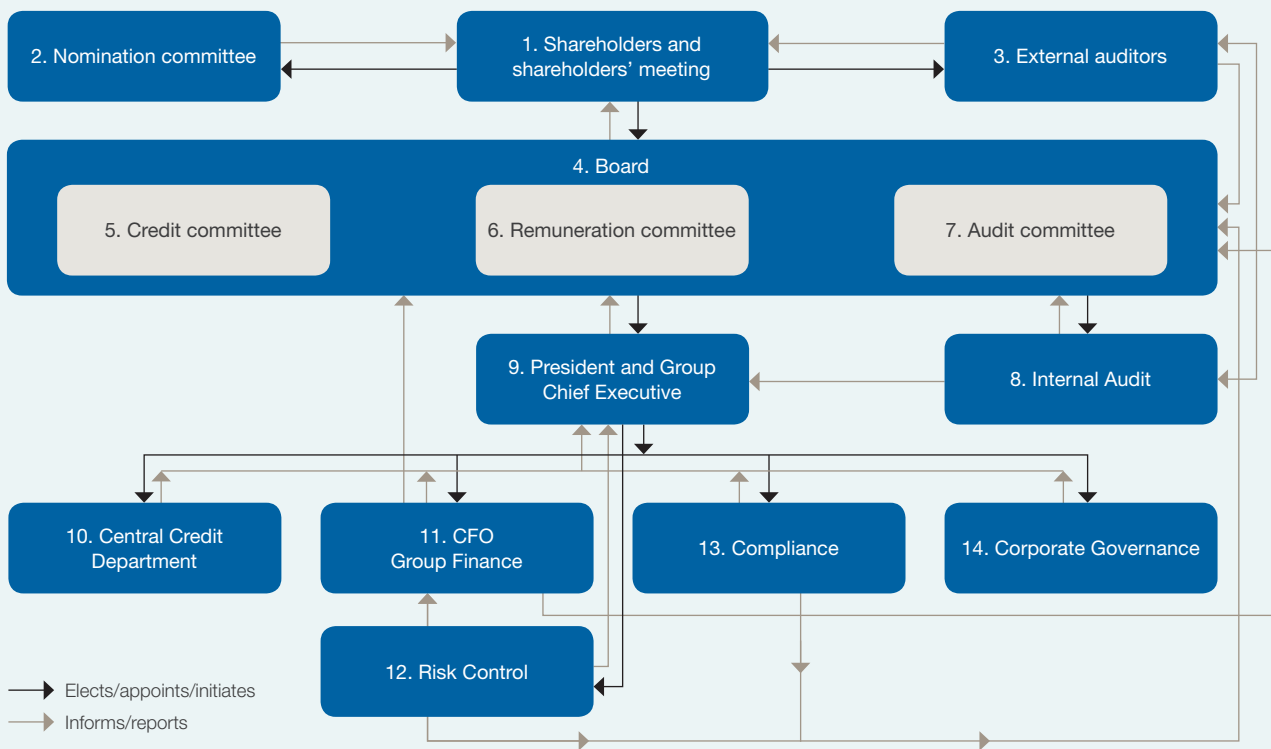 2. Nomination committee
1. Shareholders and
shareholders’ meeting
3. External auditors
4. Board
5. Credit committee
6. Remuneration committee
7. Audit committee
9. President and Group
Chief Executive
8. Internal Audit
10. Central Credit
Department
11. CFO
Group Finance
13. Compliance
14. Corporate Governance
12. Risk Control
Elects/appoints/initiates
Informs/reports